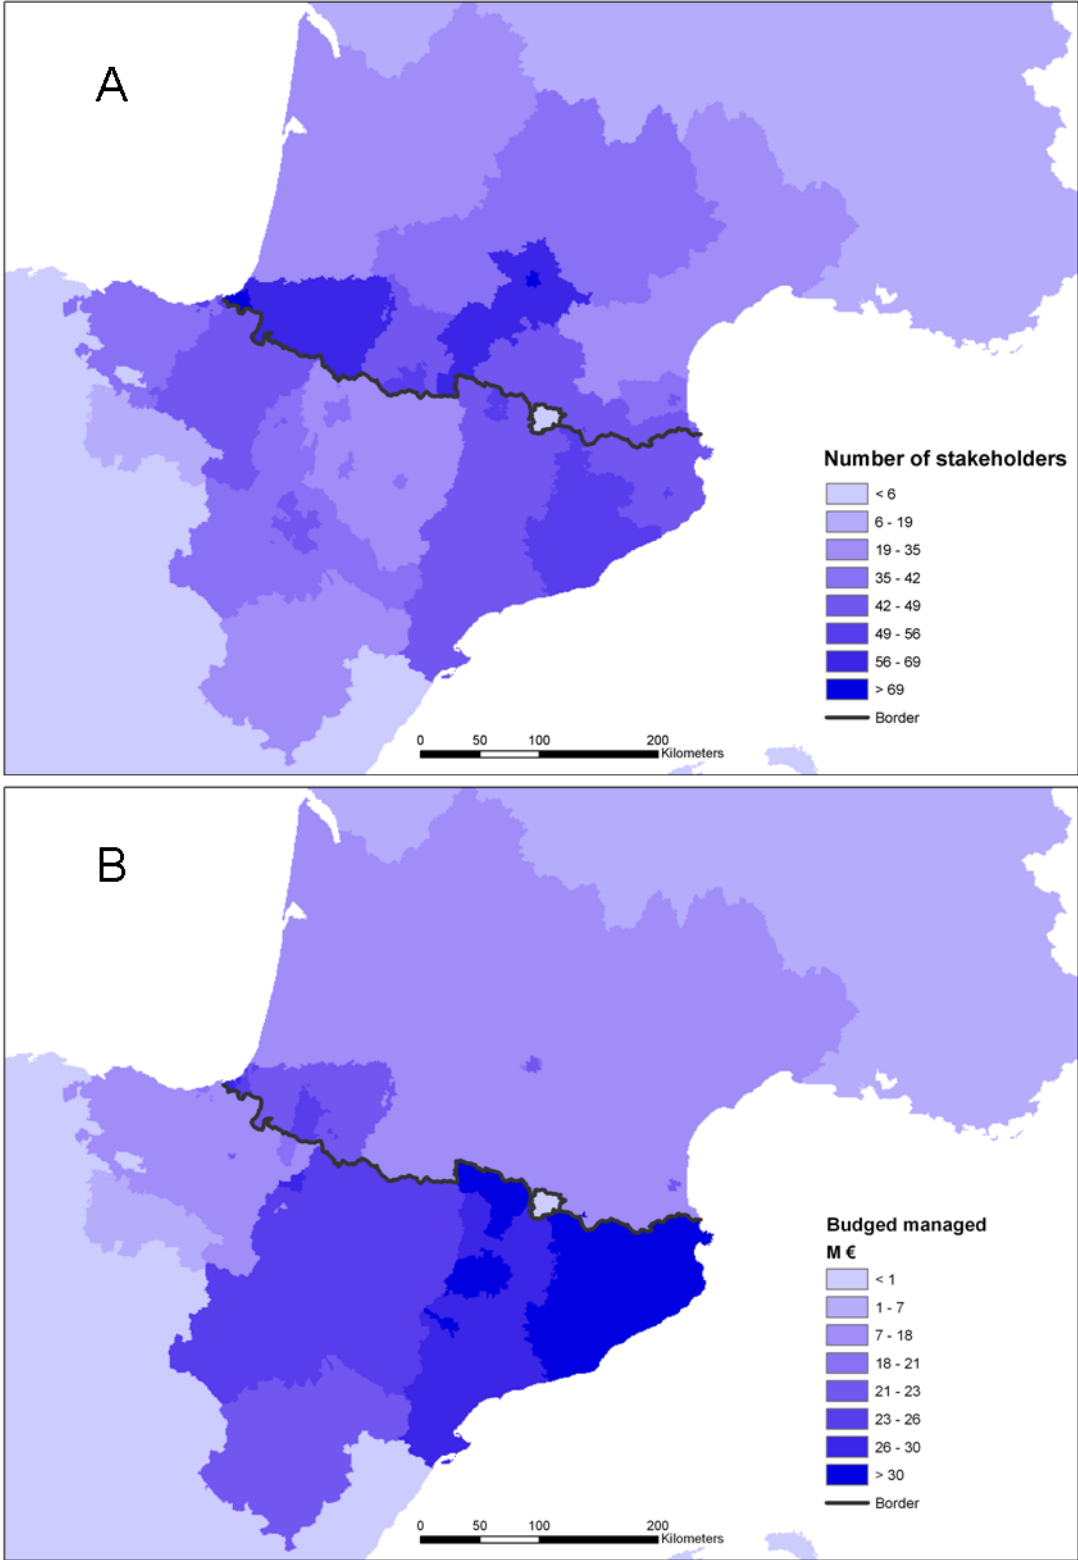 A
Number of stakeholders
< 6
6 - 19
19 - 35
35 - 42
42 - 49
49 - 56
56 - 69
> 69
Border
0 50 100 200
Kilometers
B
Budged managed
M €
< 1
1 - 7
7 - 18
18 - 21
21 - 23
23 - 26
26 - 30
> 30
Border
0 50 100 200
Kilometers